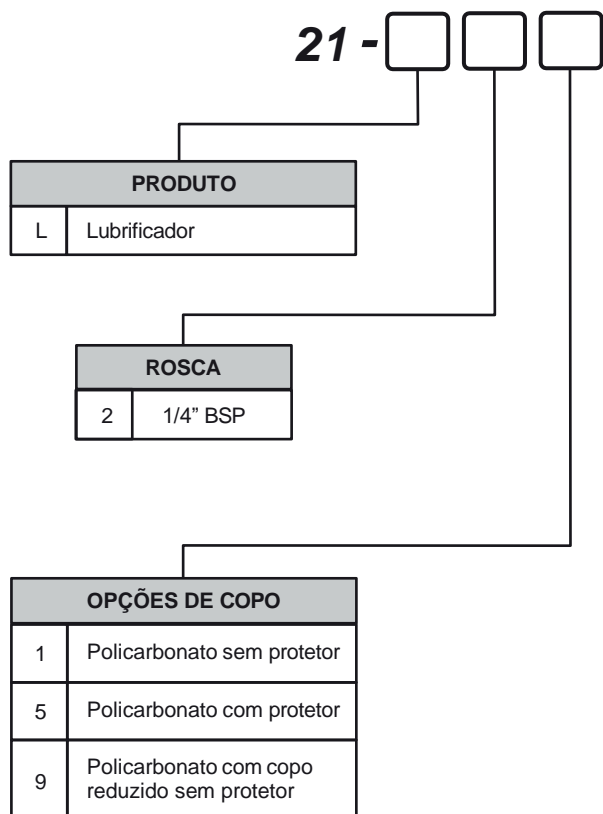 21 -
PRODUTO
L Lubrificador
ROSCA
2 1/4” BSP
OPÇÕES DE COPO
1 Policarbonato sem protetor
5 Policarbonato com protetor
9 Policarbonato com copo
reduzido sem protetor